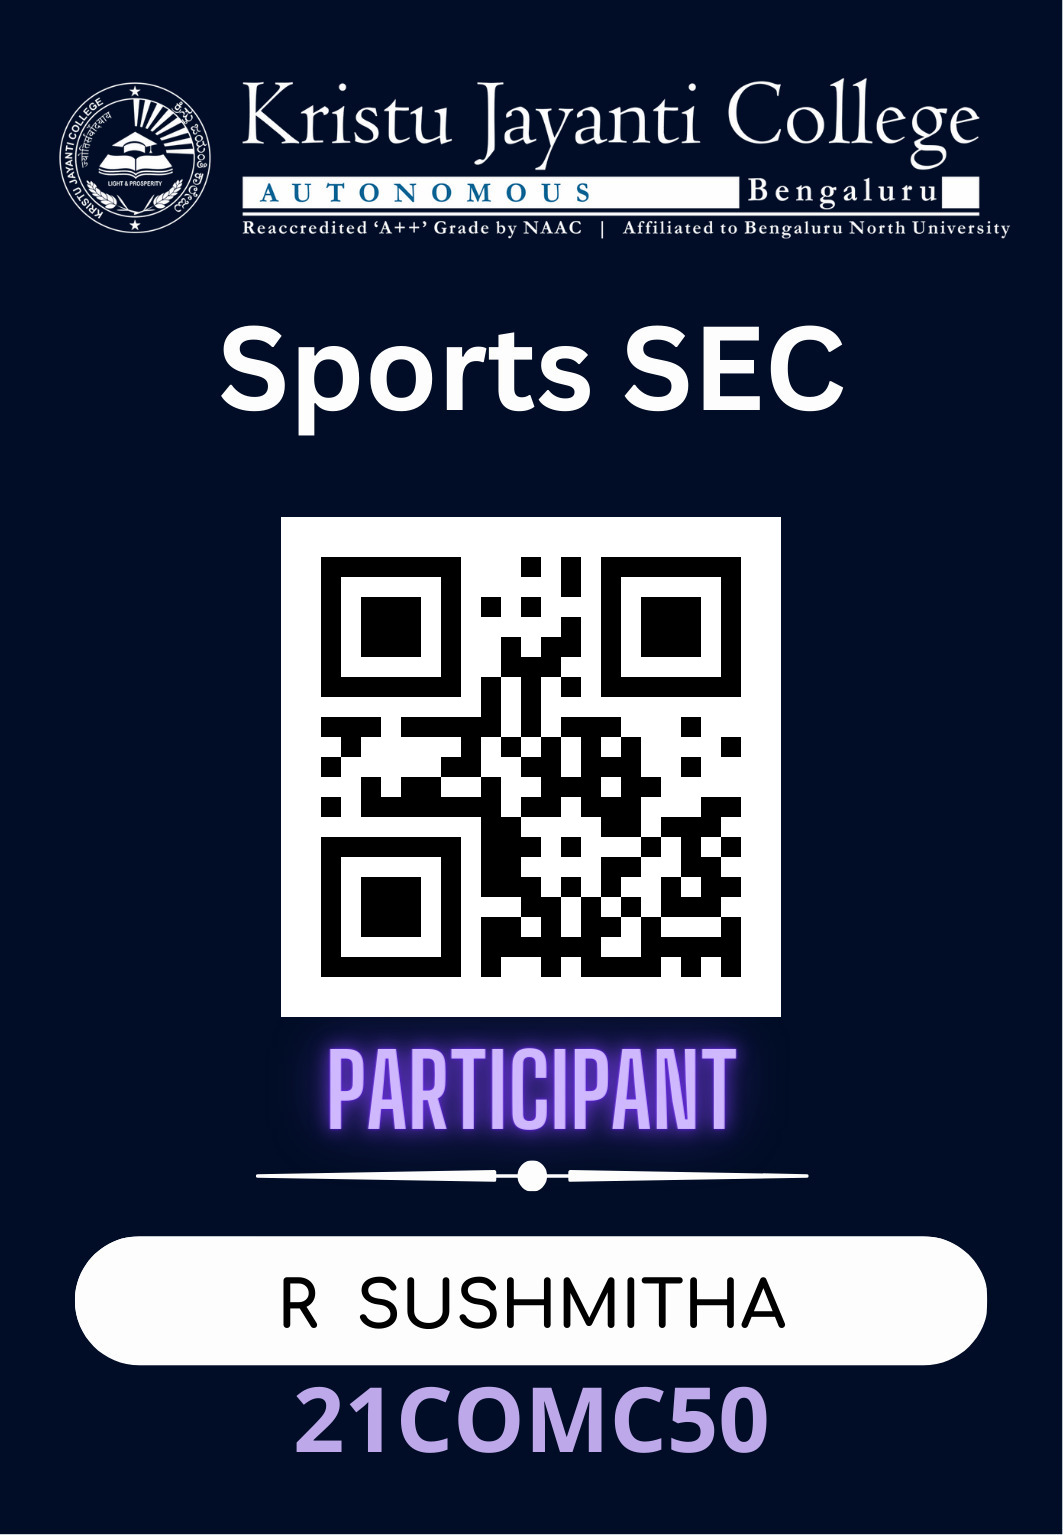 KRISTU JAYANTI COLLEGE
ज्योतिसंवाद्याय
ಕ್ರಿಸ್ತು ಜಯಂತಿ ಕಾಲೇಜು
LIGHT & PROSPERITY
Kristu Jayanti College
AUTONOMOUS Bengaluru
Reaccredited ‘A++’ Grade by NAAC | Affiliated to Bengaluru North University
Sports SEC
PARTICIPANT
R SUSHMITHA
21COMC50